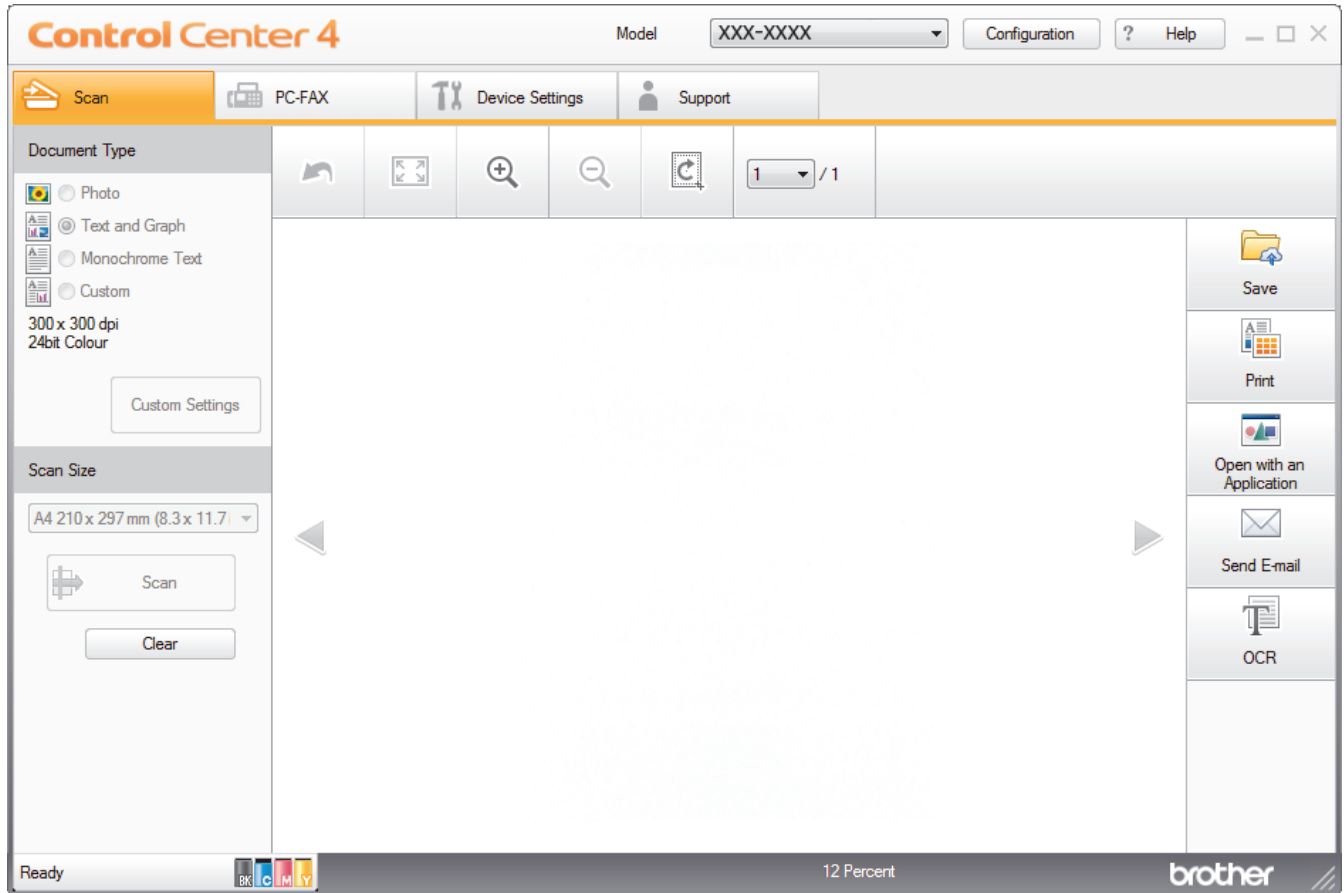 Control Center 4
Model
XXX-XXXX
Configuration
? Help
Scan
PC-FAX
Device Settings
Support
Document Type
Photo
Text and Graph
Monochrome Text
Custom
300 x 300 dpi
24bit Colour
Custom Settings
1 / 1
Scan Size
A4 210 x 297 mm (8.3 x 11.7
Scan
Clear
Save
Print
Open with an
Application
Send E-mail
OCR
Ready
BK C M Y
12 Percent
brother